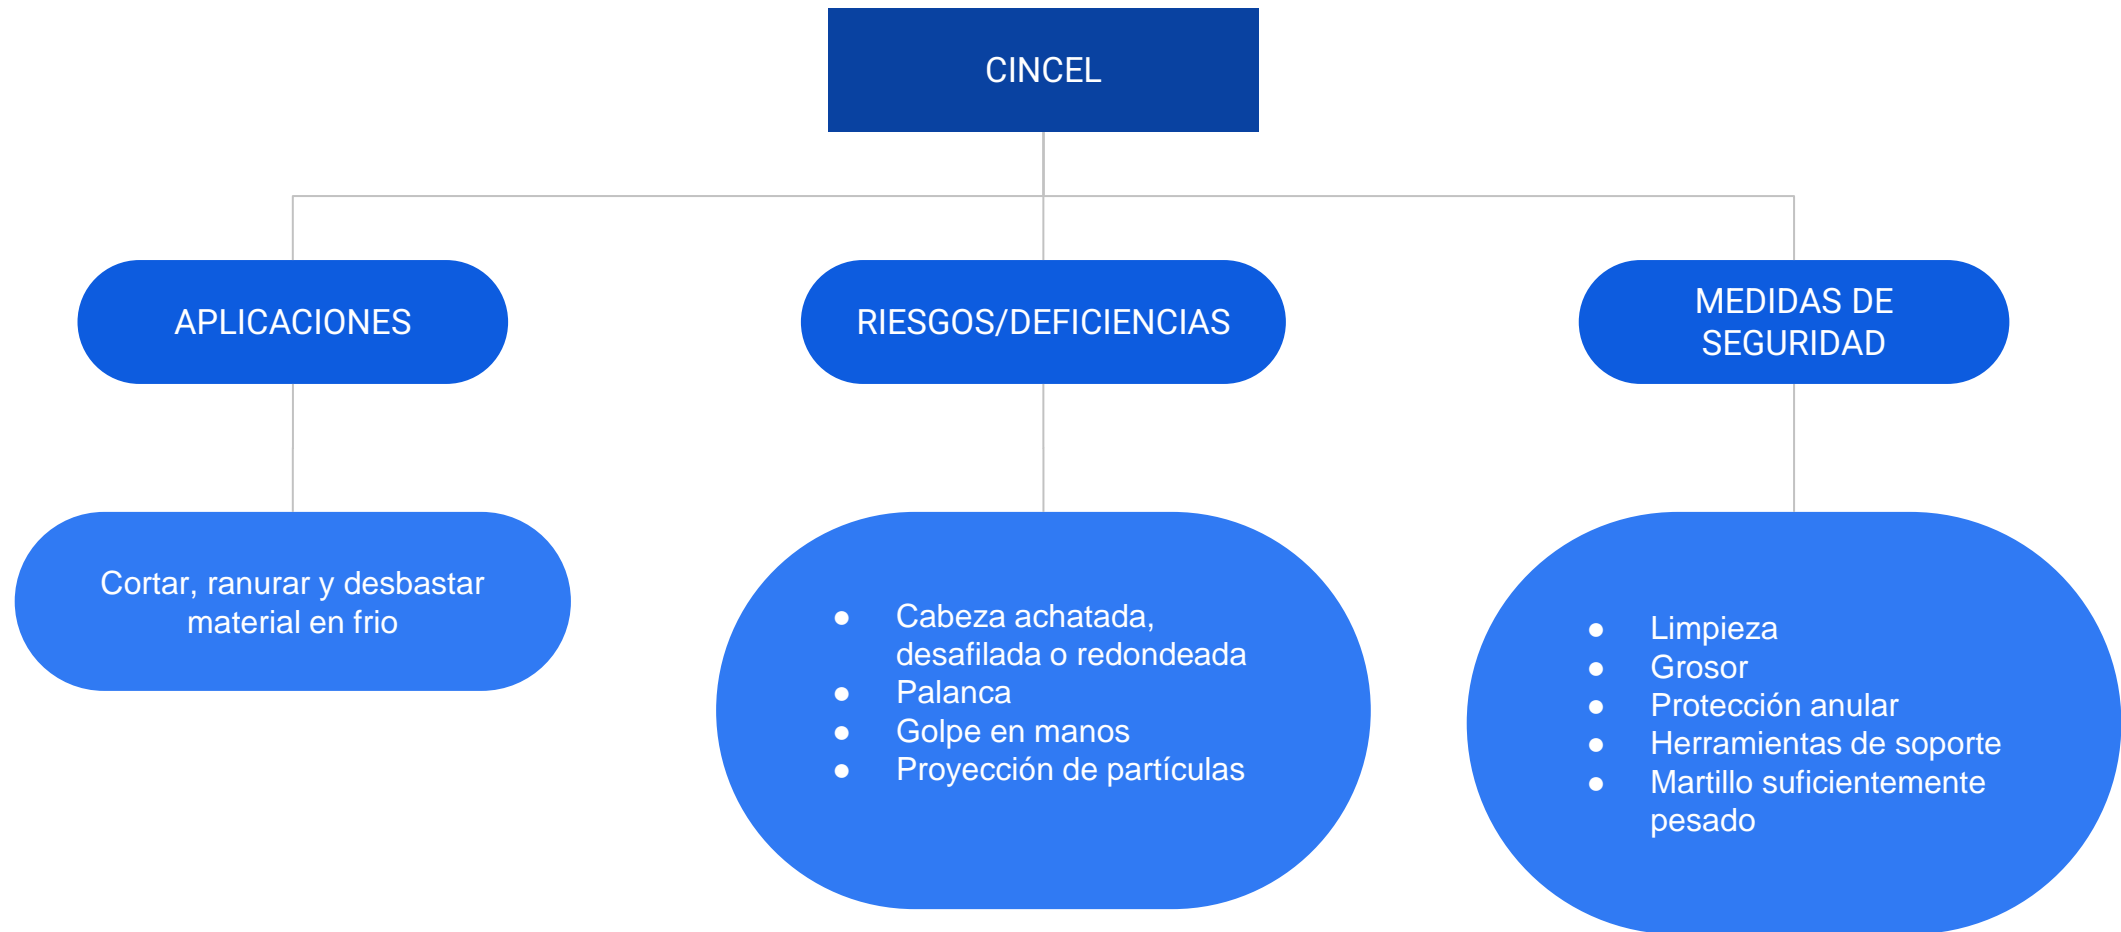 CINCEL
APLICACIONES
RIESGOS/DEFICIENCIAS
MEDIDAS DE
SEGURIDAD
Cortar, ranurar y desbastar
material en frio
● Cabeza achatada,
desafilada o redondeada
● Palanca
● Golpe en manos
● Proyección de partículas
● Limpieza
● Grosor
● Protección anular
● Herramientas de soporte
● Martillo suficientemente
pesado